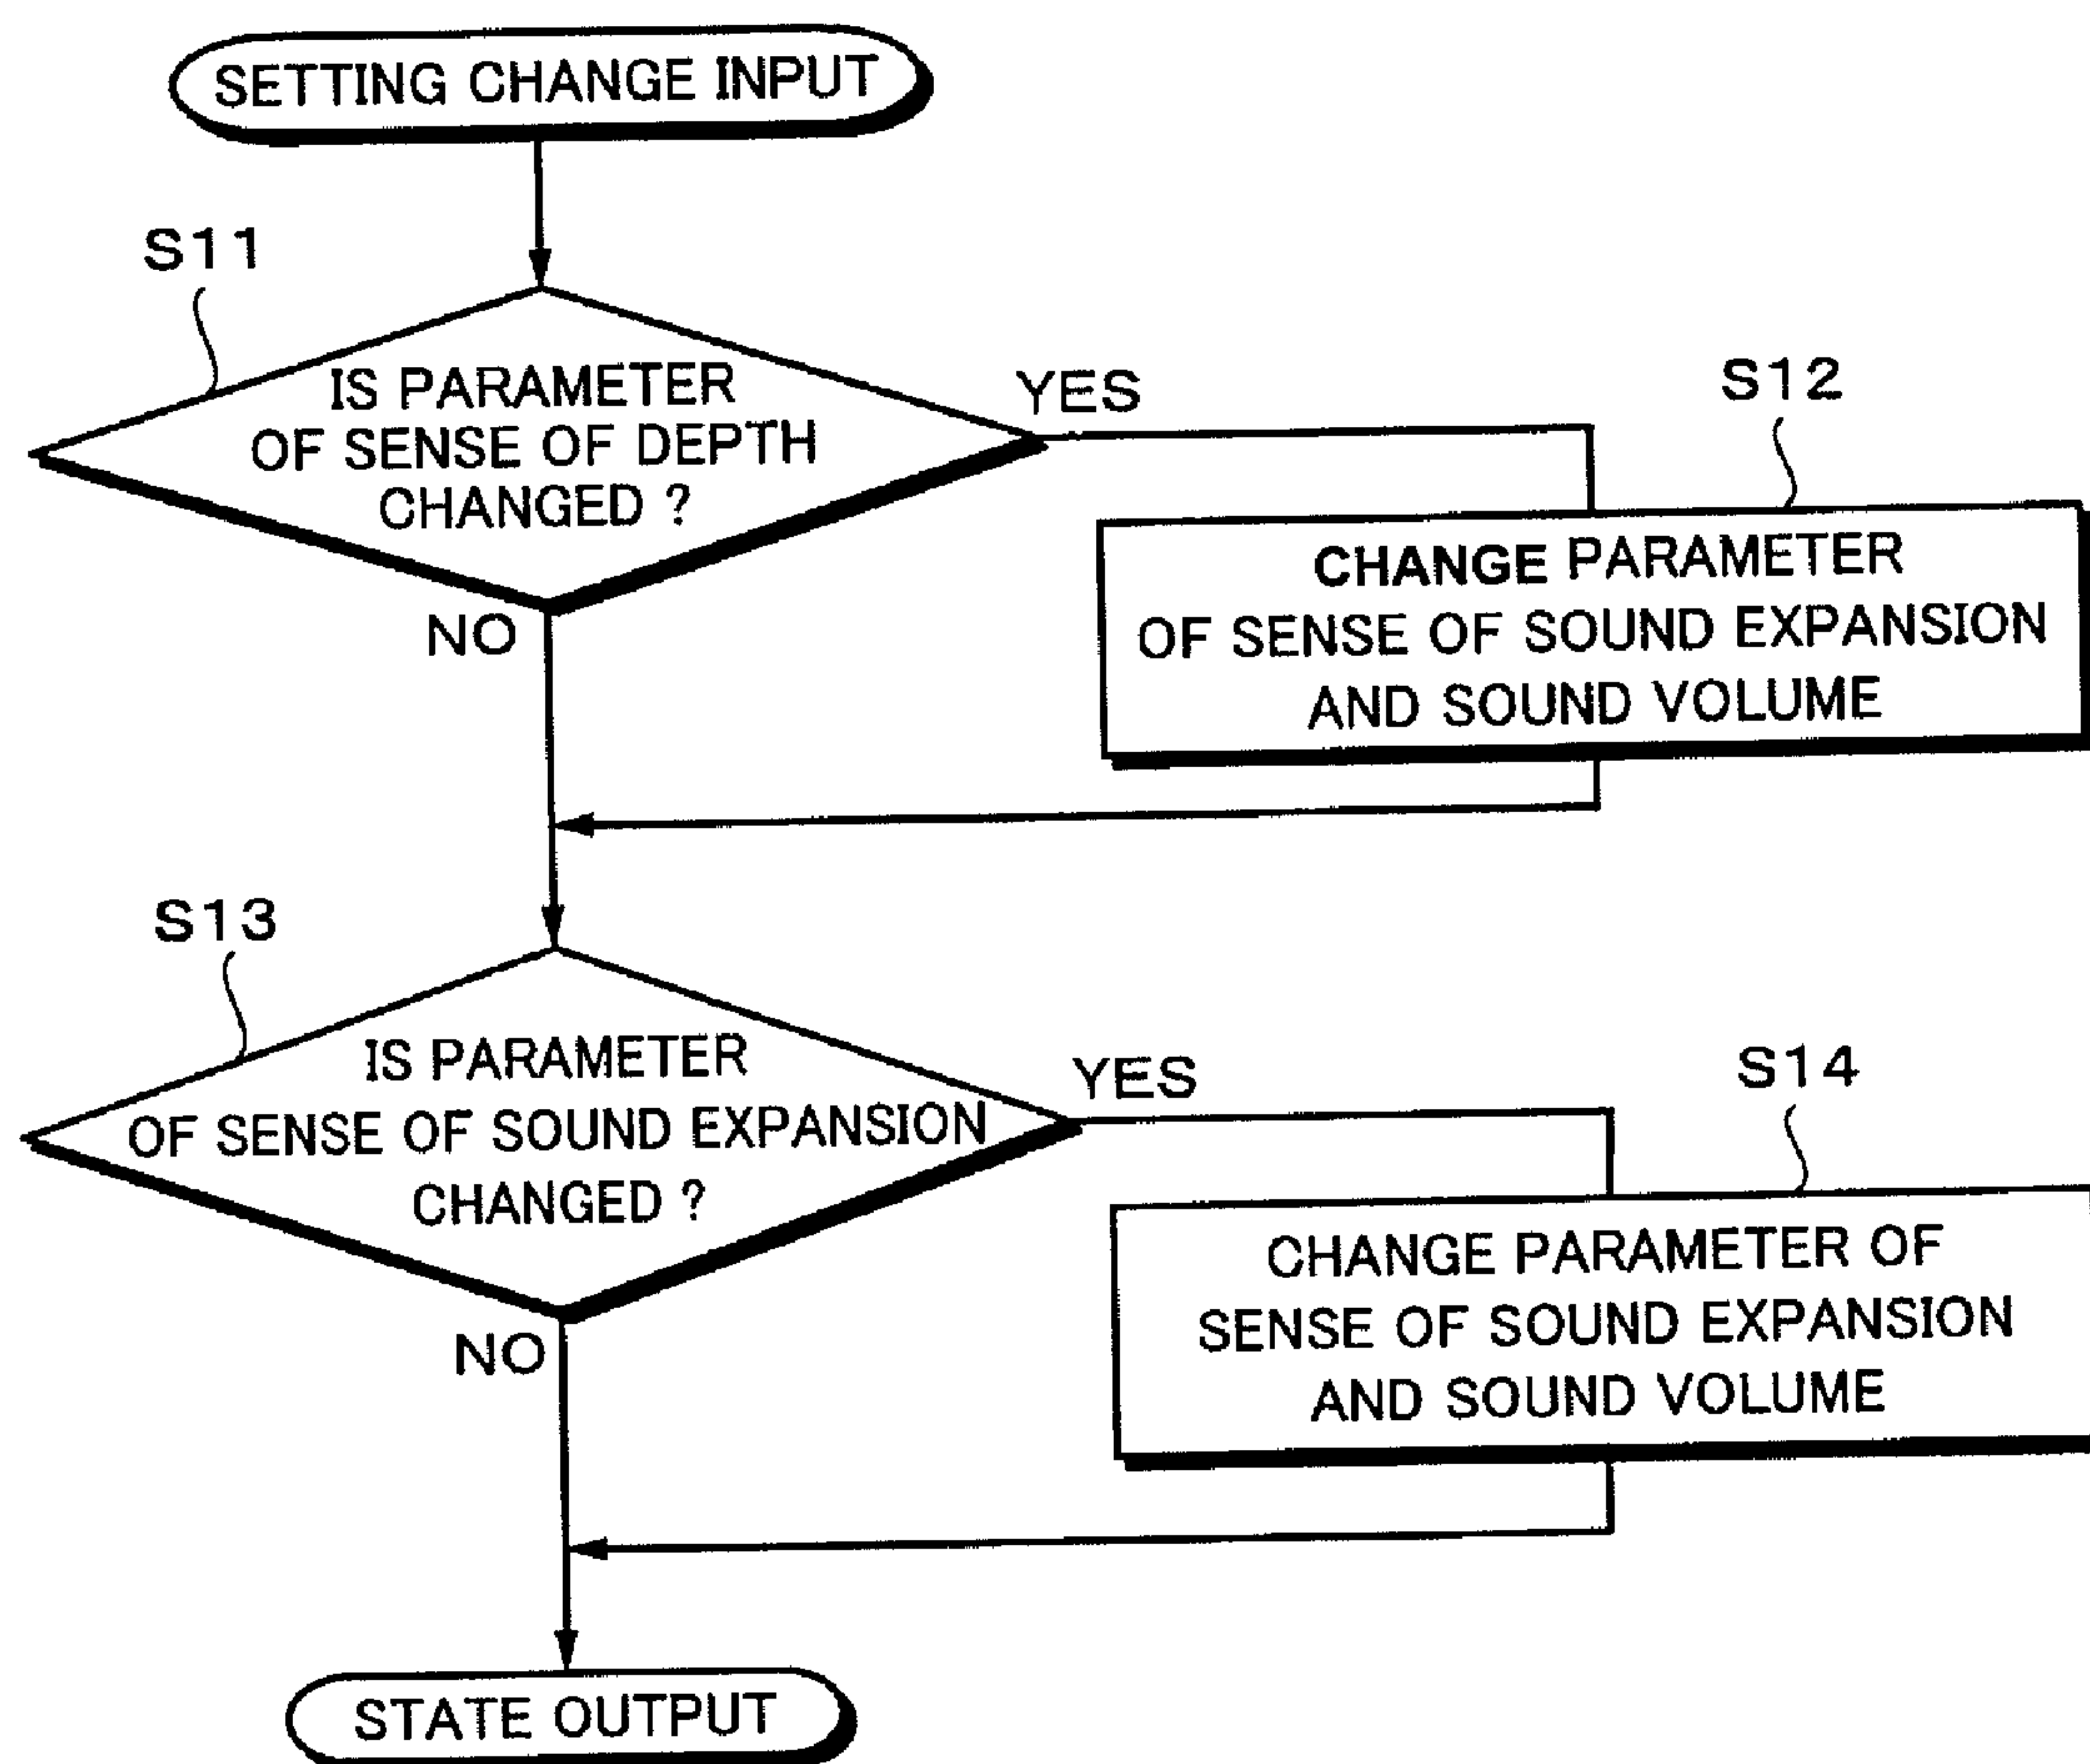 SETTING CHANGE INPUT
S11
IS PARAMETER
OF SENSE OF DEPTH
CHANGED ?
YES
S12
CHANGE PARAMETER
OF SENSE OF SOUND EXPANSION
AND SOUND VOLUME
NO
S13
IS PARAMETER
OF SENSE OF SOUND EXPANSION
CHANGED ?
YES
S14
CHANGE PARAMETER OF
SENSE OF SOUND EXPANSION
AND SOUND VOLUME
NO
STATE OUTPUT